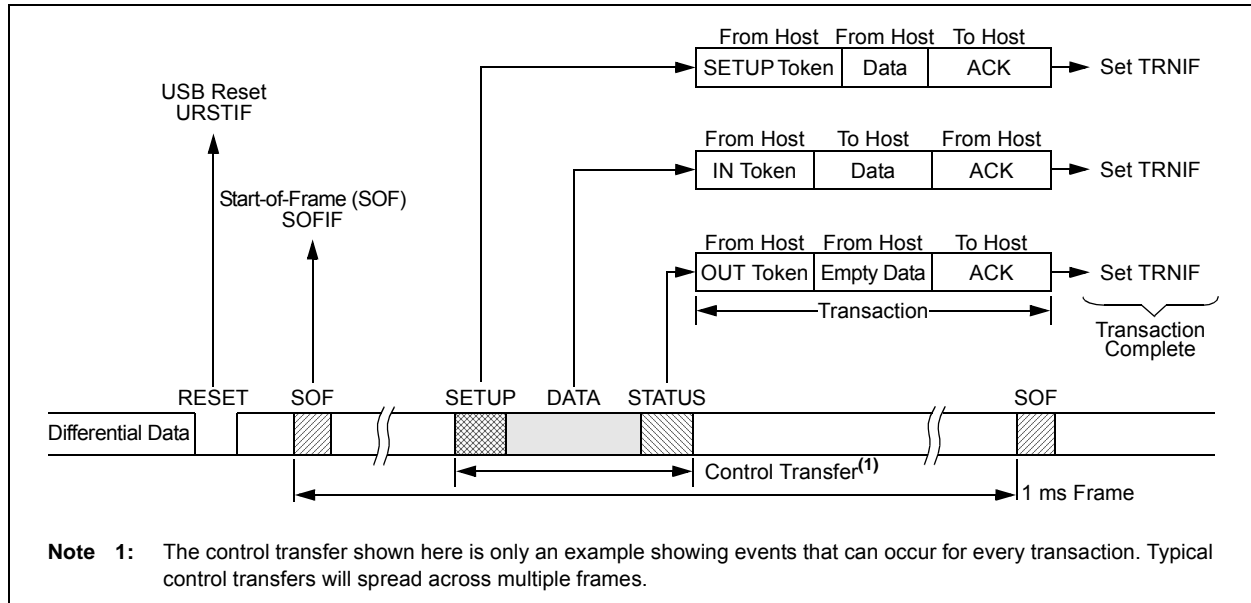 From Host From Host To Host
SETUP Token Data ACK Set TRNIF
USB Reset
URSTIF
From Host To Host From Host
IN Token Data ACK Set TRNIF
Start-of-Frame (SOF)
SOFIF
From Host From Host To Host
OUT Token Empty Data ACK Set TRNIF
Transaction
Transaction
Complete
RESET SOF SETUP DATA STATUS SOF
Differential Data
Control Transfer(1)
1 ms Frame
Note 1: The control transfer shown here is only an example showing events that can occur for every transaction. Typical
control transfers will spread across multiple frames.